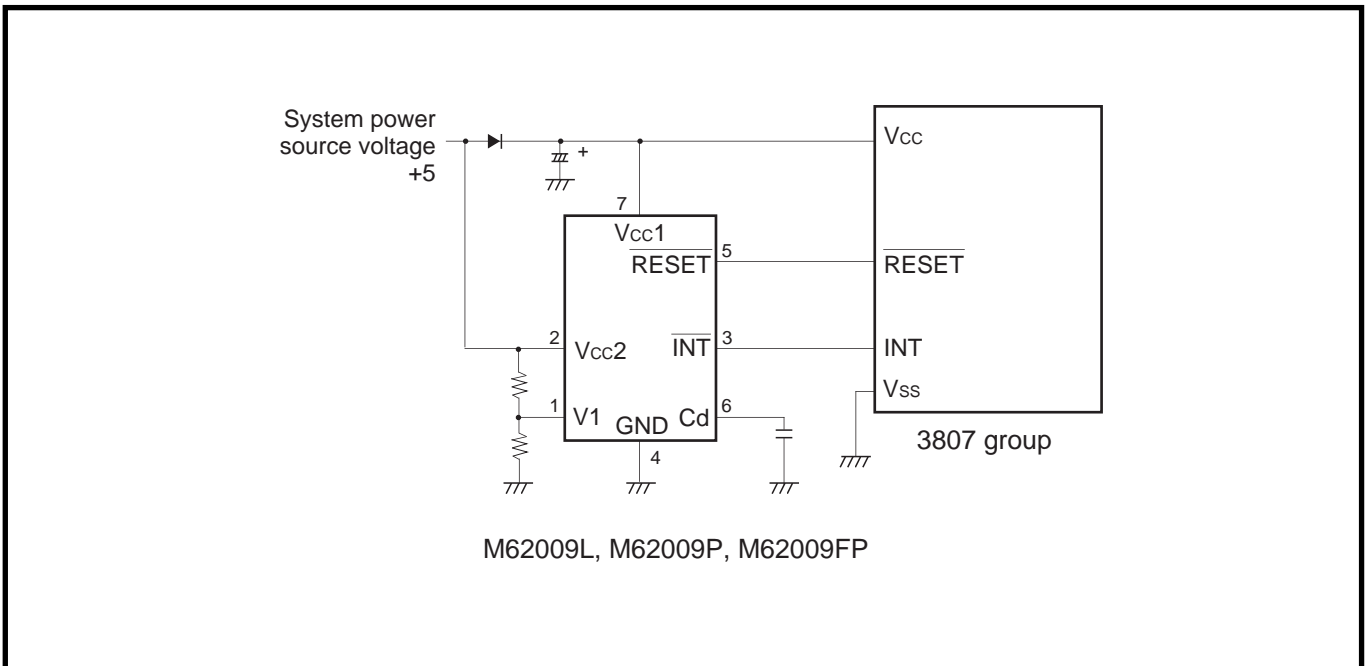 System power
source voltage
+5
+
7
VCC1
RESET
5
2
VCC2
INT
3
1
V1
GND
Cd
6
4
VCC
RESET
INT
VSS
3807 group
M62009L, M62009P, M62009FP